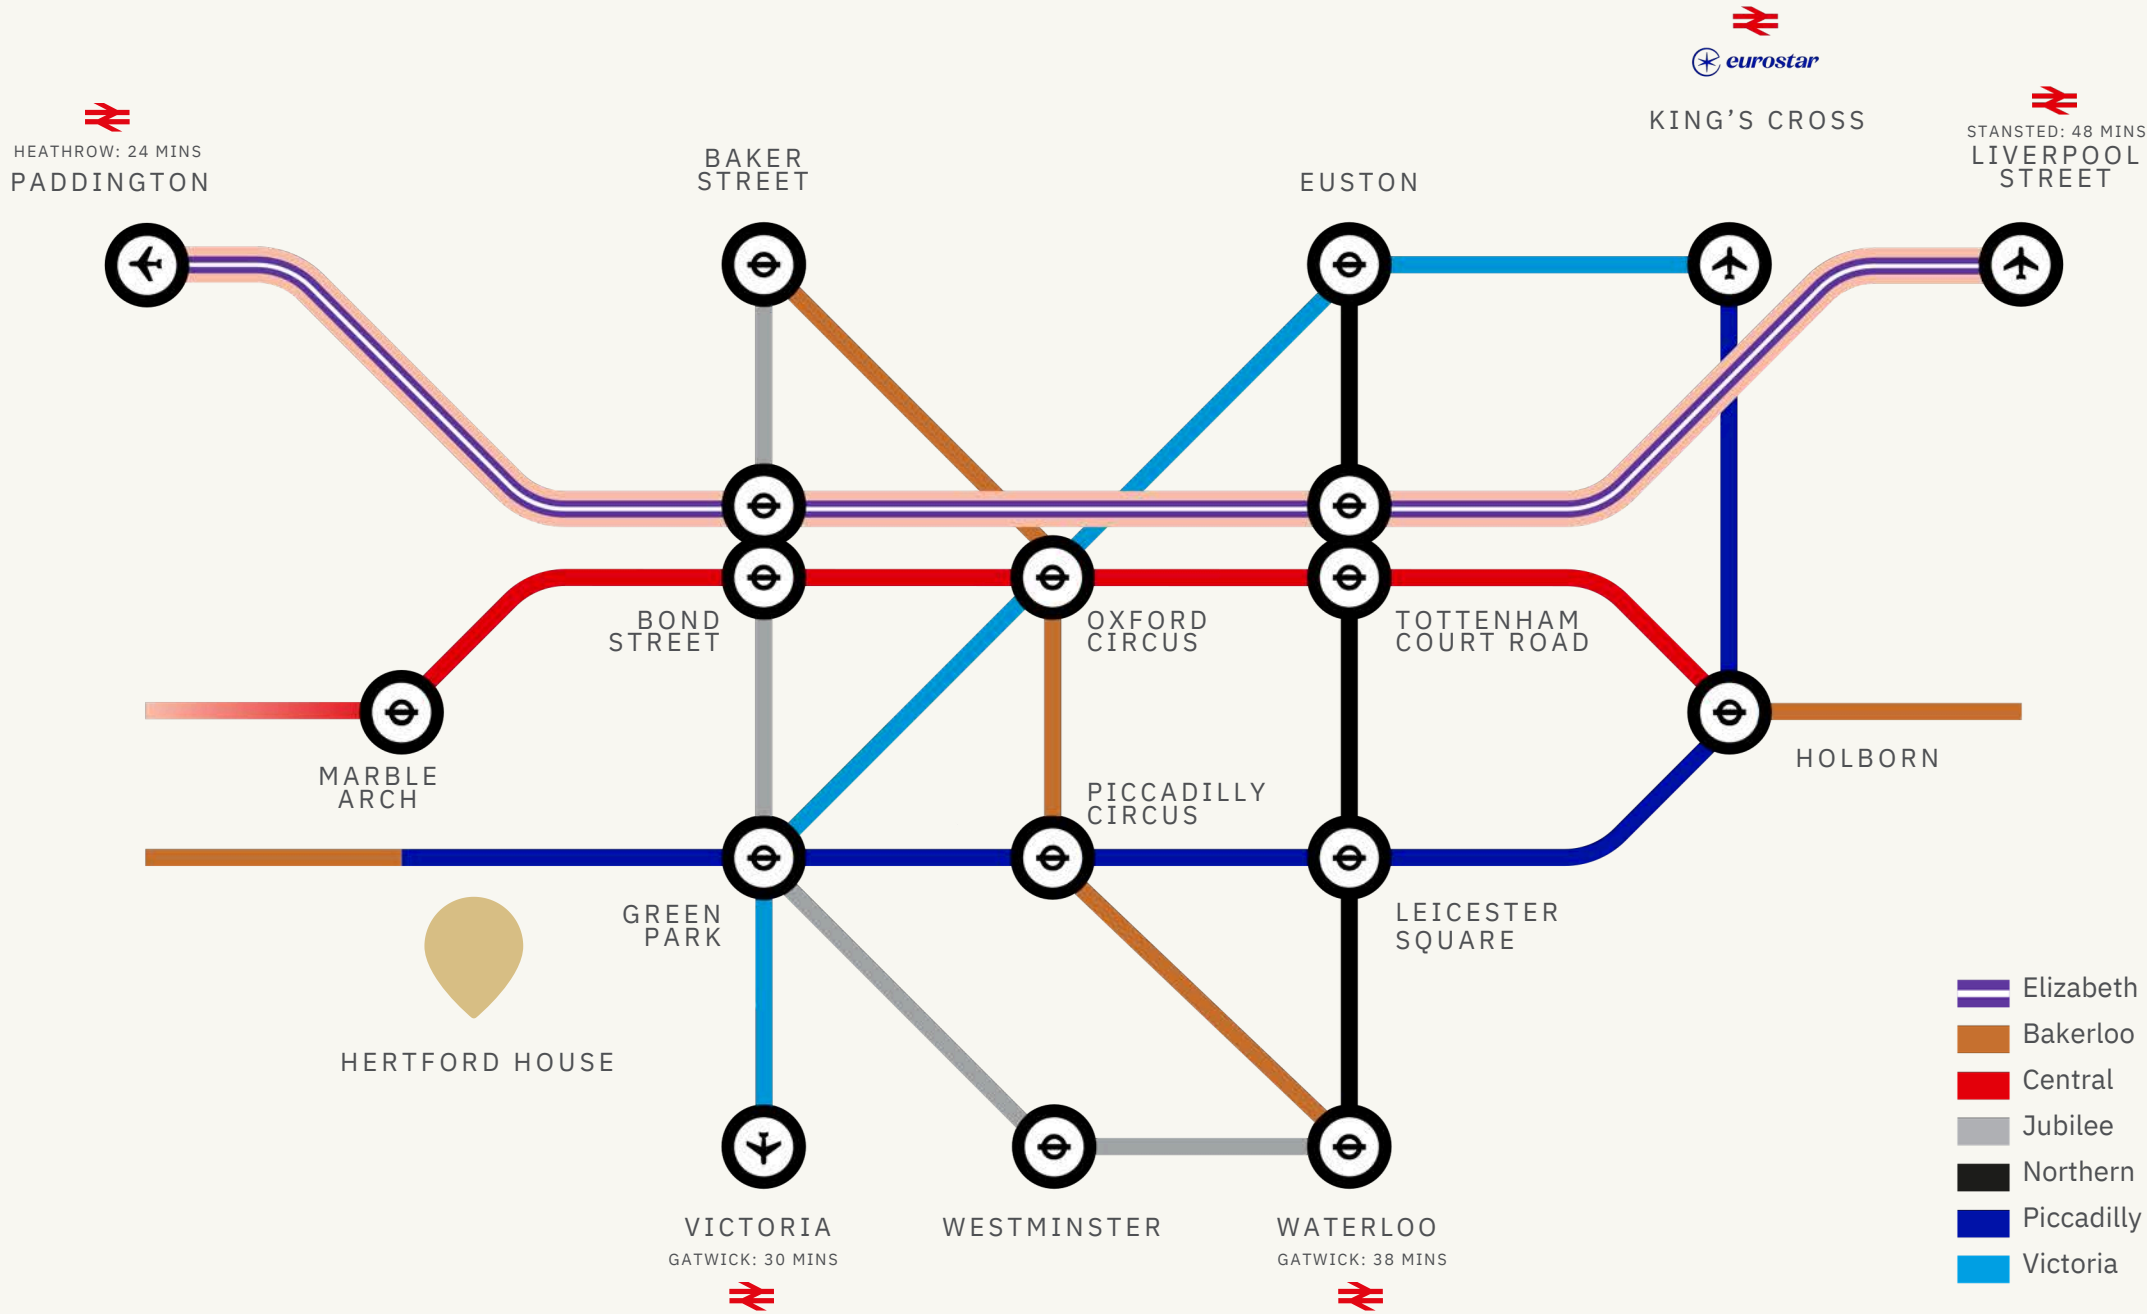 eurostar
KING'S CROSS
HEATHROW: 24 MINS
PADDINGTON
BAKER
STREET
EUSTON
STANSTED: 48 MINS
LIVERPOOL
STREET
BOND
STREET
OXFORD
CIRCUS
TOTTENHAM
COURT ROAD
MARBLE
ARCH
HOLBORN
PICCADILLY
CIRCUS
GREEN
PARK
LEICESTER
SQUARE
HERTFORD HOUSE
VICTORIA
GATWICK: 30 MINS
WESTMINSTER
WATERLOO
GATWICK: 38 MINS
Elizabeth
Bakerloo
Central
Jubilee
Northern
Piccadilly
Victoria